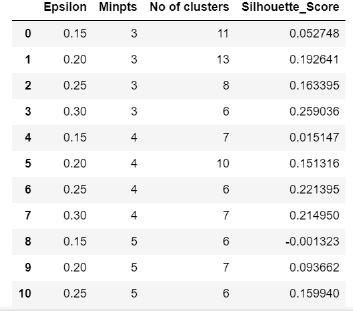 Epsilon Minpts No of clusters Silhouette_Score
0 0.15 3 11 0.052748
1 0.20 3 13 0.192641
2 0.25 3 8 0.163395
3 0.30 3 6 0.259036
4 0.15 4 7 0.015147
5 0.20 4 10 0.151316
6 0.25 4 6 0.221395
7 0.30 4 7 0.214950
8 0.15 5 6 -0.001323
9 0.20 5 7 0.093662
10 0.25 5 6 0.159940